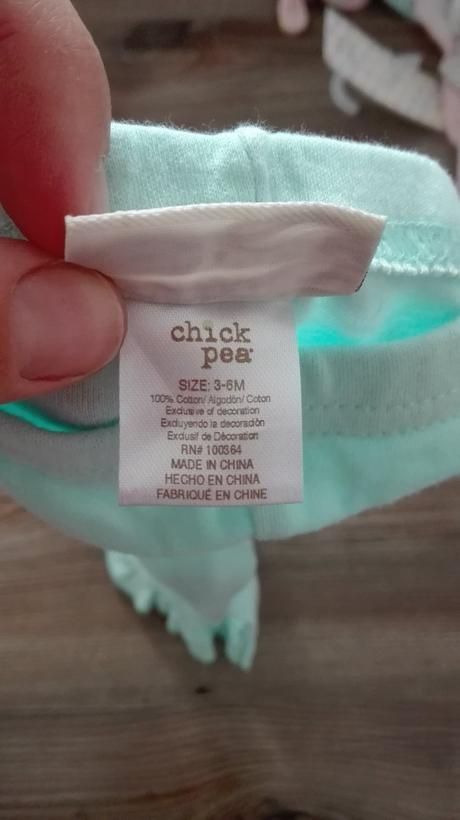 chick
pea
SIZE: 3-6M
100% Cotton/ Algodón/ Coton
Exclusive of decoration
Excluyendo la decoración
Exclusif de Décoration
RN# 100364
MADE IN CHINA
HECHO EN CHINA
FABRIQUÉ EN CHINE